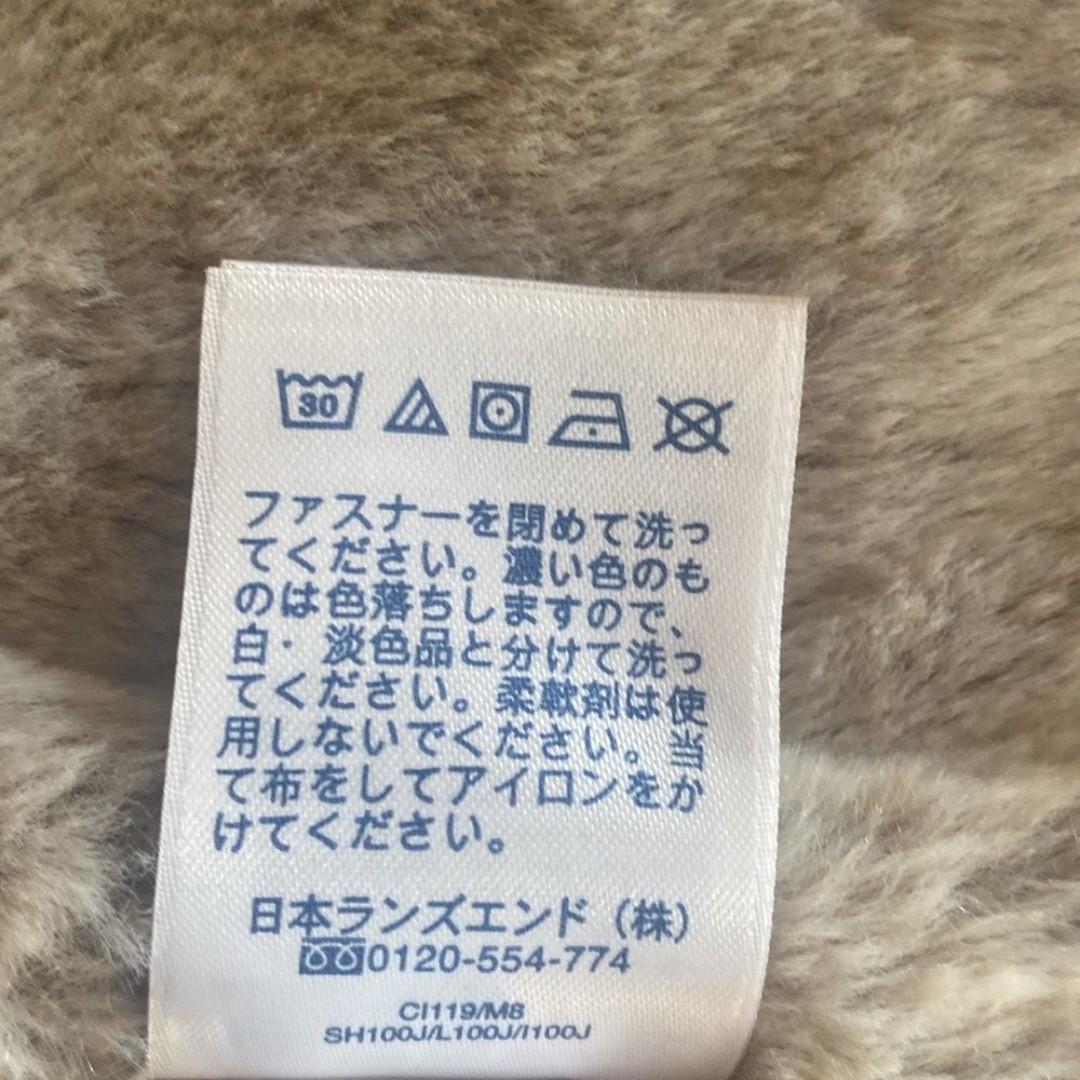 30
ファスナーを閉めて洗っ
てください。濃い色のも
のは色落ちしますので、
白・淡色品と分けて洗っ
てください。柔軟剤は使
用しないでください。当
て布をしてアイロンをか
けてください。
日本ランズエンド（株）
0120-554-774
CI119/M8
SH100J/L100J/I100J